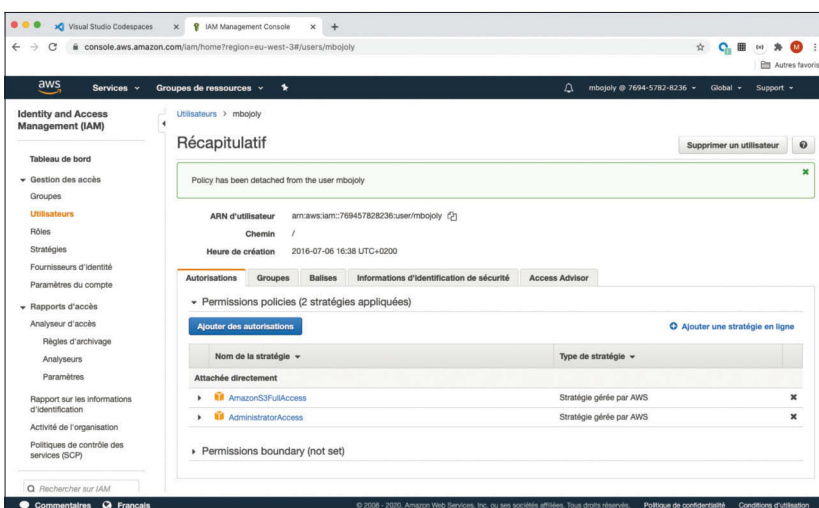 Visual Studio Codespaces
IAM Management Console
console.aws.amazon.com/iam/home?region=eu-west-3#/users/mbojoly
M
Autres favoris
aws
Services
Groupes de ressources
mbojoly @ 7694-5782-8236
Global
Support
Identity and Access
Management (IAM)
Tableau de bord
Gestion des accès
Groupes
Utilisateurs
Rôles
Stratégies
Fournisseurs d'identité
Paramètres du compte
Rapports d'accès
Analyseur d'accès
Règles d'archivage
Analyseurs
Paramètres
Rapport sur les informations
d'identification
Activité de l'organisation
Politiques de contrôle des
services (SCP)
Rechercher sur IAM
Utilisateurs > mbojoly
Récapitulatif
Supprimer un utilisateur
Policy has been detached from the user mbojoly
ARN d'utilisateur arn:aws:iam::769457828236:user/mbojoly
Chemin /
Heure de création 2016-07-06 16:38 UTC+0200
Autorisations Groupes Balises Informations d'identification de sécurité Access Advisor
Permissions policies (2 stratégies appliquées)
Ajouter des autorisations
Ajouter une stratégie en ligne
Nom de la stratégie Type de stratégie
Attachée directement
AmazonS3FullAccess Stratégie gérée par AWS
AdministratorAccess Stratégie gérée par AWS
Permissions boundary (not set)
Commentaires Français © 2008 - 2020, Amazon Web Services, Inc. ou ses sociétés affiliées. Tous droits réservés. Politique de confidentialité Conditions d'utilisation